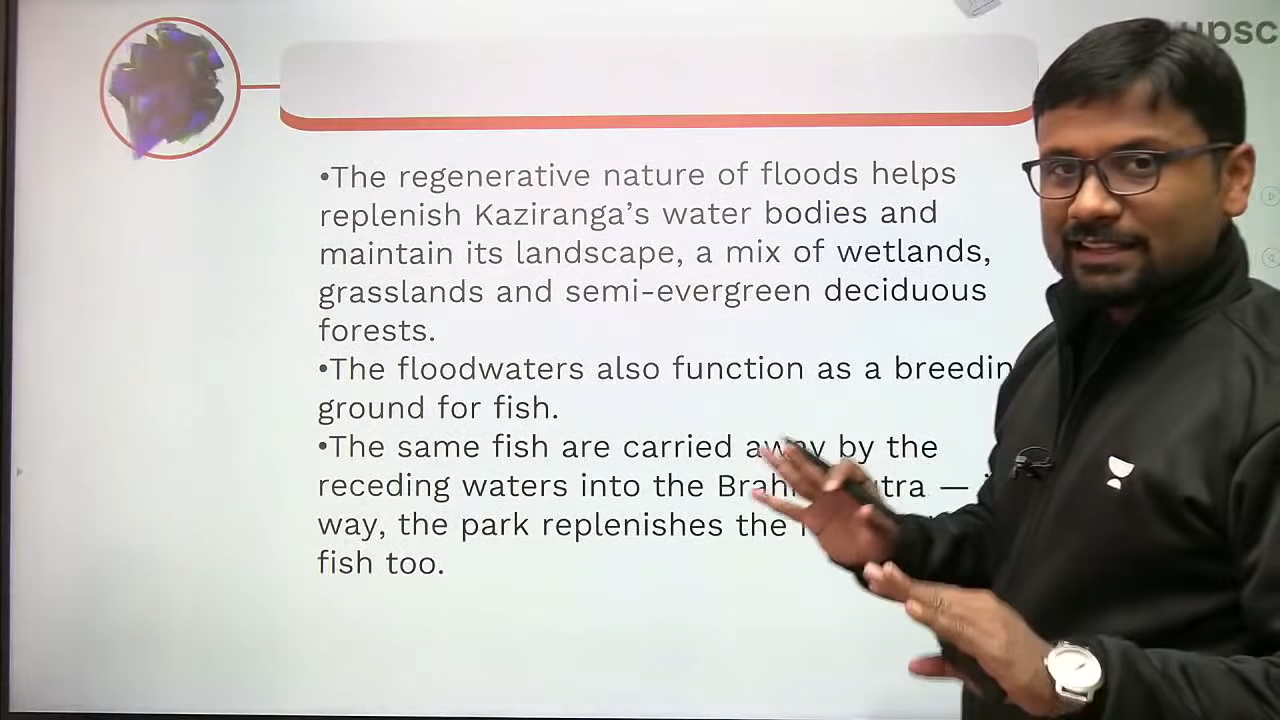 upsc
•The regenerative nature of floods helps
replenish Kaziranga’s water bodies and
maintain its landscape, a mix of wetlands,
grasslands and semi-evergreen deciduous
forests.
•The floodwaters also function as a
ground for fish.
•The same fish are carried away by the
receding waters into the —
way, the park replenishes the
fish too.